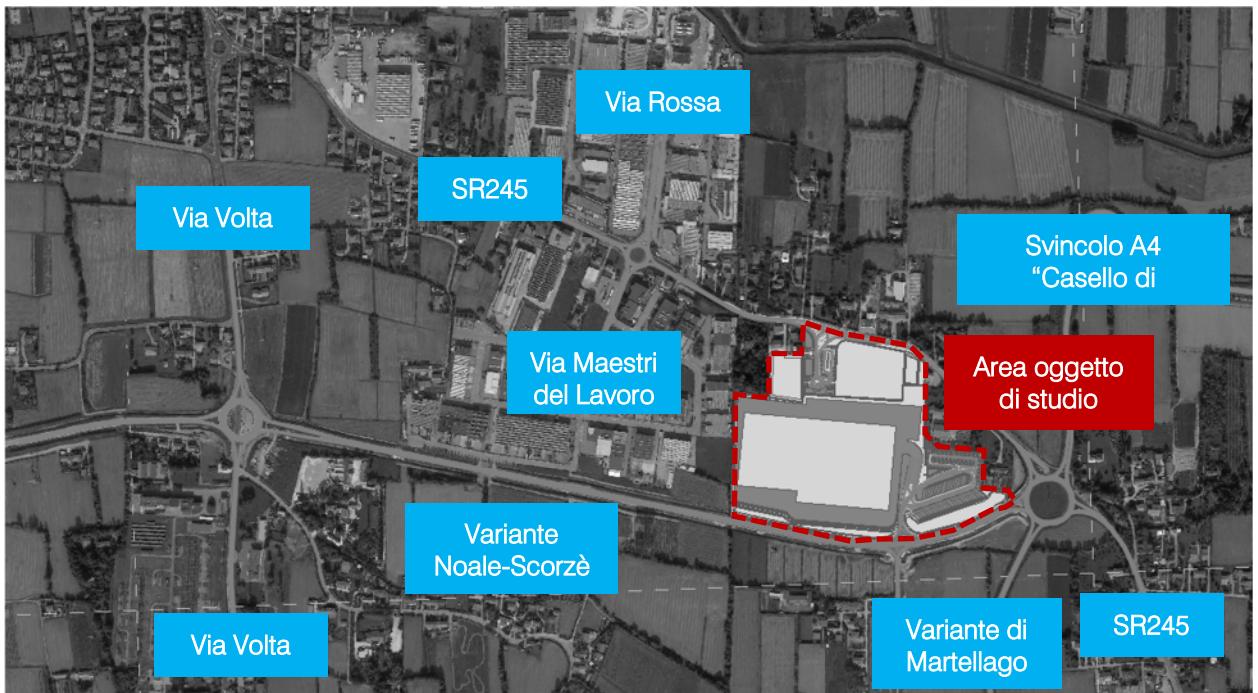 Via Rossa
SR245
Via Volta
Svincolo A4
“Casello di
Area oggetto
di studio
Via Maestri
del Lavoro
Variante
Noale-Scorzè
Via Volta
Variante di
Martellago
SR245